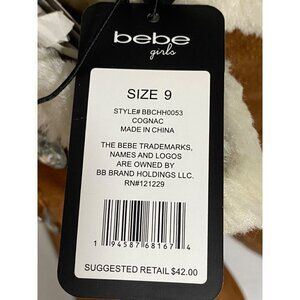 bebe
girls
SIZE 9
STYLE# BBCHH0053
COGNAC
MADE IN CHINA
THE BEBE TRADEMARKS,
NAMES AND LOGOS
ARE OWNED BY
BB BRAND HOLDINGS LLC.
RN#121229
1 94587 68167 4
SUGGESTED RETAIL $42.00